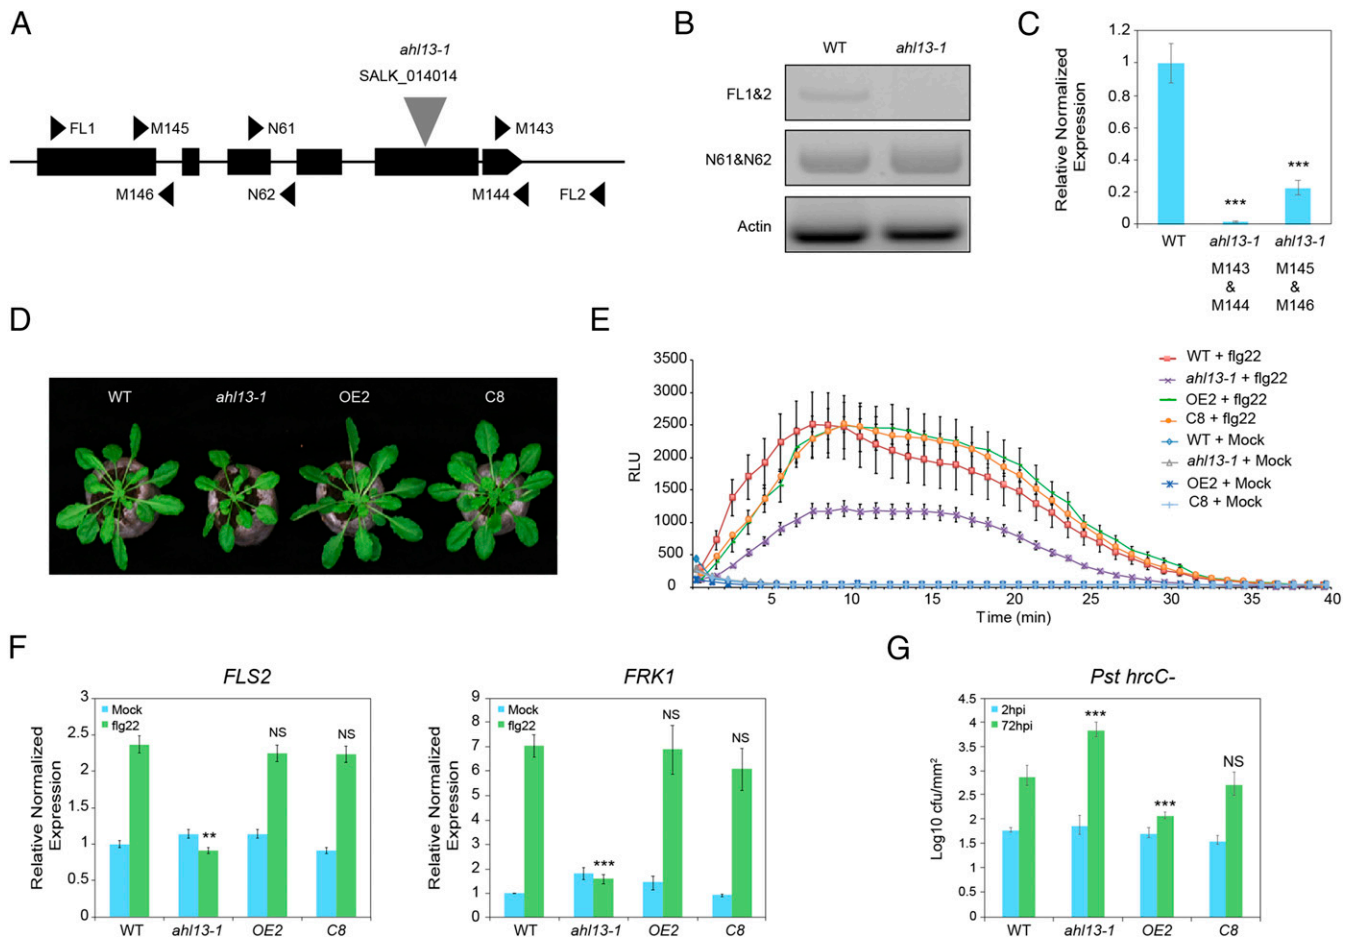 A
ahl13-1
SALK_014014
FL1
M145
N61
M143
M146
N62
M144
FL2
B
WT
ahl13-1
FL1&2
N61&N62
Actin
C
Relative Normalized
Expression
1.2
1
0.8
0.6
0.4
0.2
0
***
***
WT
ahl13-1
ahl13-1
M143
&
M144
M145
&
M146
D
WT
ahl13-1
OE2
C8
E
RLU
3500
3000
2500
2000
1500
1000
500
0
5
10
15
20
25
30
35
40
Time (min)
WT + flg22
ahl13-1 + flg22
OE2 + flg22
C8 + flg22
WT + Mock
ahl13-1 + Mock
OE2 + Mock
C8 + Mock
F
FLS2
Relative Normalized
Expression
3
2.5
2
1.5
1
0.5
0
Mock
flg22
**
NS
NS
WT
ahl13-1
OE2
C8
FRK1
Relative Normalized
Expression
9
8
7
6
5
4
3
2
1
0
Mock
flg22
***
NS
NS
WT
ahl13-1
OE2
C8
G
Pst hrcC-
Log10 cfu/mm²
4.5
4
3.5
3
2.5
2
1.5
1
0.5
0
2hpi
72hpi
***
***
NS
WT
ahl13-1
OE2
C8